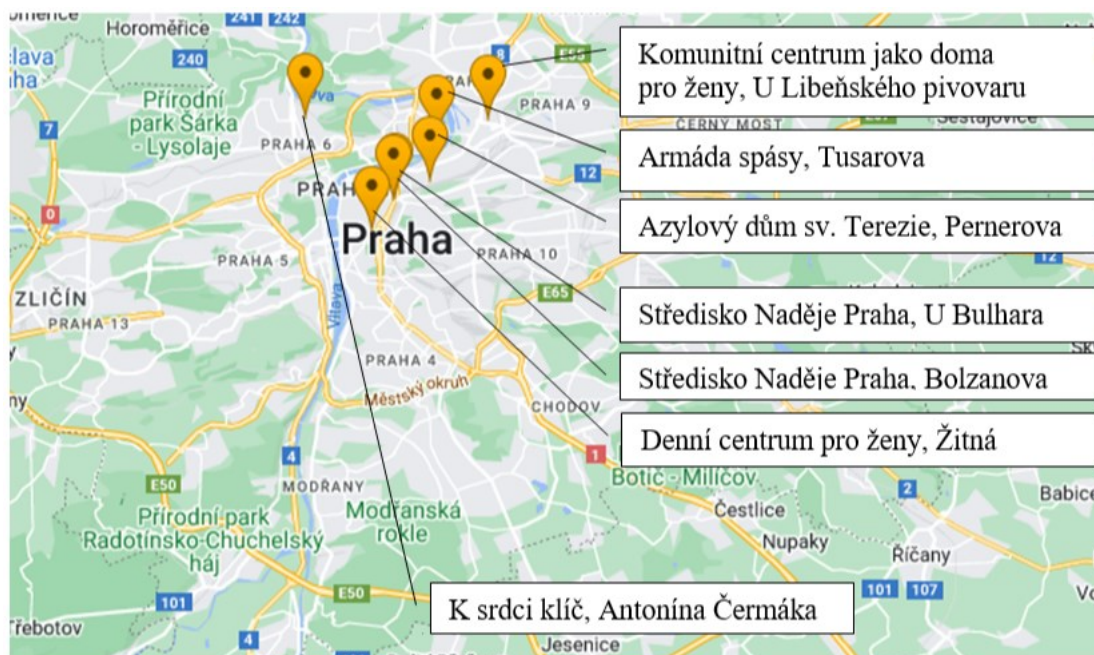 oměřice
Horoměřice
241
242
240
7
0
Přírodní
park Šárka
- Lysolaje
PRAHA 6
8
E55
PRAHA 9
ČERNÝ MOST
12
Praha
PRAHA 5
PRAHA 10
ZLIČÍN
PRAHA 13
Vltava
E65
12
PRAHA 4
Městský okruh
CHODOV
1
4
E50
MODŘANY
Modřanská
rokle
Botič - Milíčov
2
Čestlice
Babice
Přírodní park
Radotínsko-Chuchelský
háj
Nupaky
Říčany
101
E50
101
107
Třebotov
4
Jesenice
Komunitní centrum jako doma
pro ženy, U Libeňského pivovaru
Armáda spásy, Tusarova
Azylový dům sv. Terezie, Pernerova
Středisko Naděje Praha, U Bulhara
Středisko Naděje Praha, Bolzanova
Denní centrum pro ženy, Žitná
K srdci klíč, Antonína Čermáka